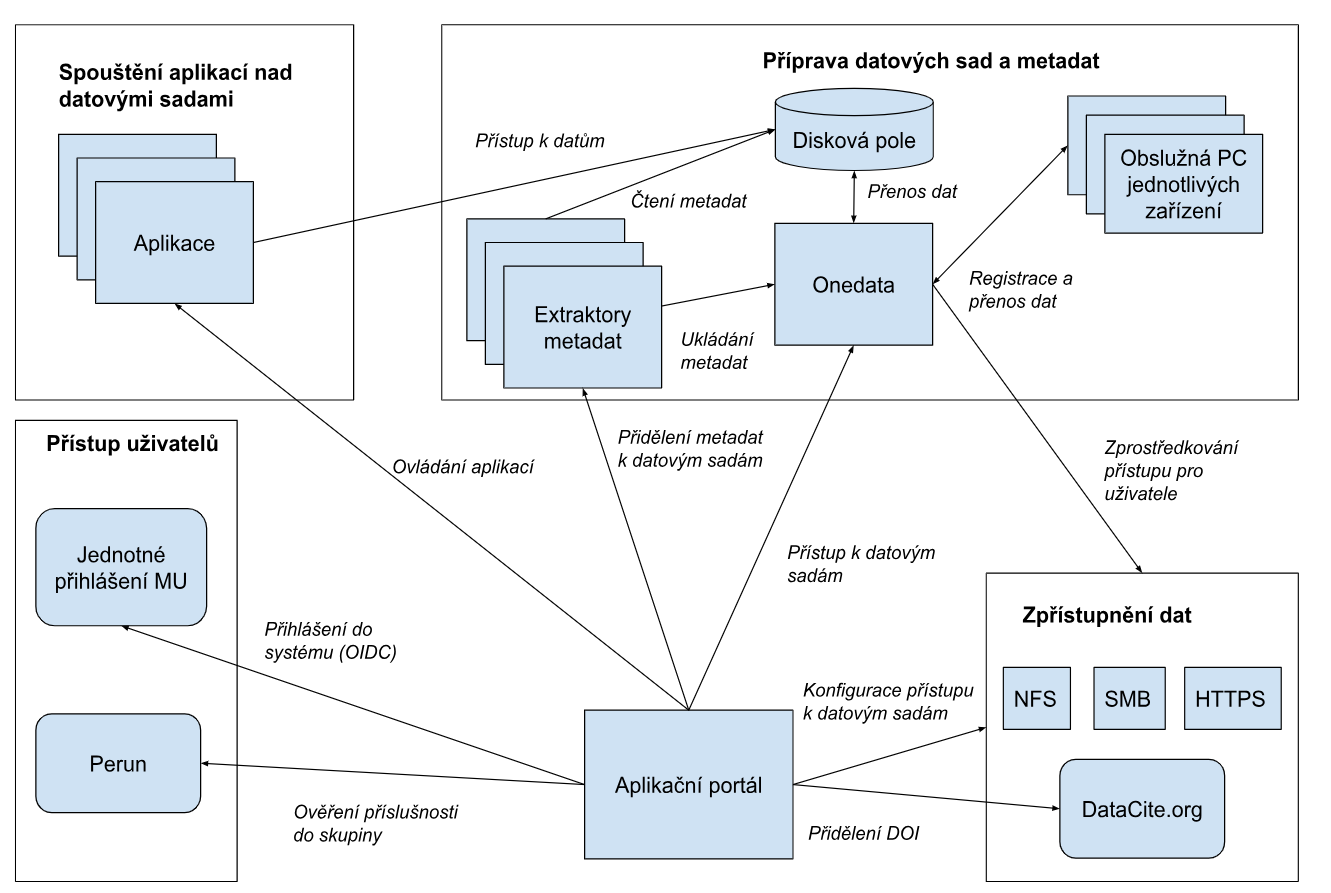 Spouštění aplikací nad
datovými sadami
Aplikace
Příprava datových sad a metadat
Disková pole
Přístup k datům
Čtení metadat
Přenos dat
Obslužná PC
jednotlivých
zařízení
Onedata
Registrace a
přenos dat
Extraktory
metadat
Ukládání
metadat
Přístup uživatelů
Jednotné
přihlášení MU
Perun
Ovládání aplikací
Přidělení metadat
k datovým sadám
Zprostředkování
přístupu pro
uživatele
Přístup k datovým
sadám
Přihlášení do
systému (OIDC)
Ověření příslušnosti
do skupiny
Aplikační portál
Konfigurace přístupu
k datovým sadám
Přidělení DOI
Zpřístupnění dat
NFS
SMB
HTTPS
DataCite.org